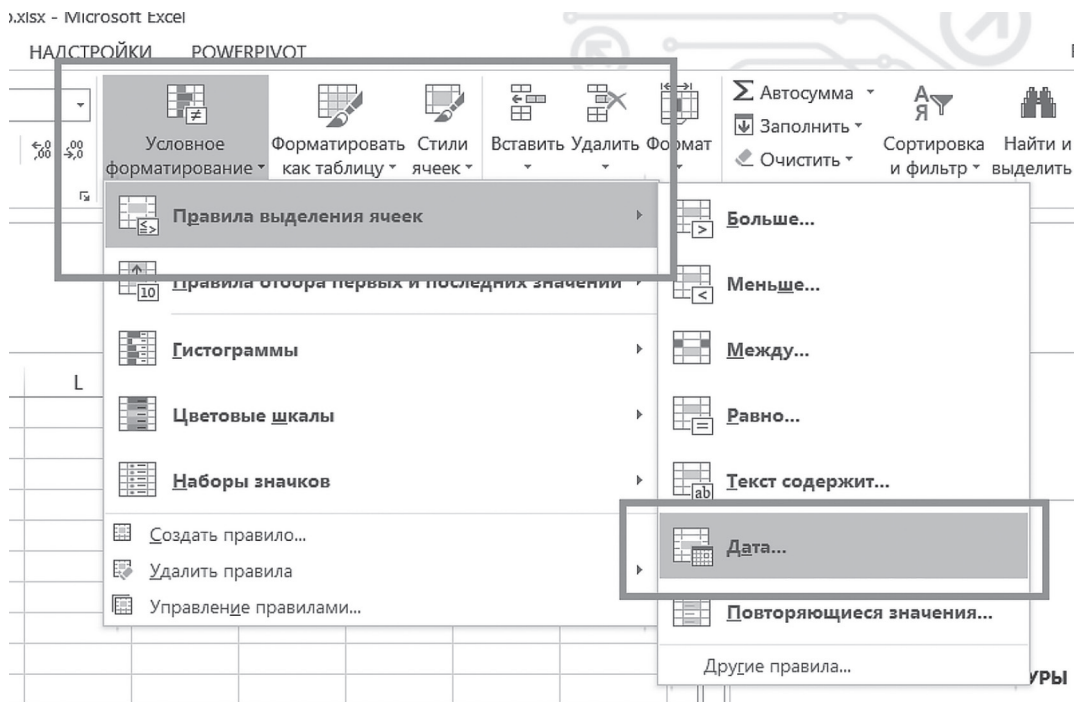 o.xlsx - Microsoft Excel
НАДСТРОЙКИ POWERPIVOT
Условное форматирование
Форматировать как таблицу
Стили ячеек
Вставить
Удалить
Формат
Автосумма
Заполнить
Очистить
Сортировка и фильтр
Найти и выделить
Правила выделения ячеек
Правила отбора первых и последних значений
Гистограммы
Цветовые шкалы
Наборы значков
Создать правило...
Удалить правила
Управление правилами...
Больше...
Меньше...
Между...
Равно...
Текст содержит...
Дата...
Повторяющиеся значения...
Другие правила...
L
УРЫ